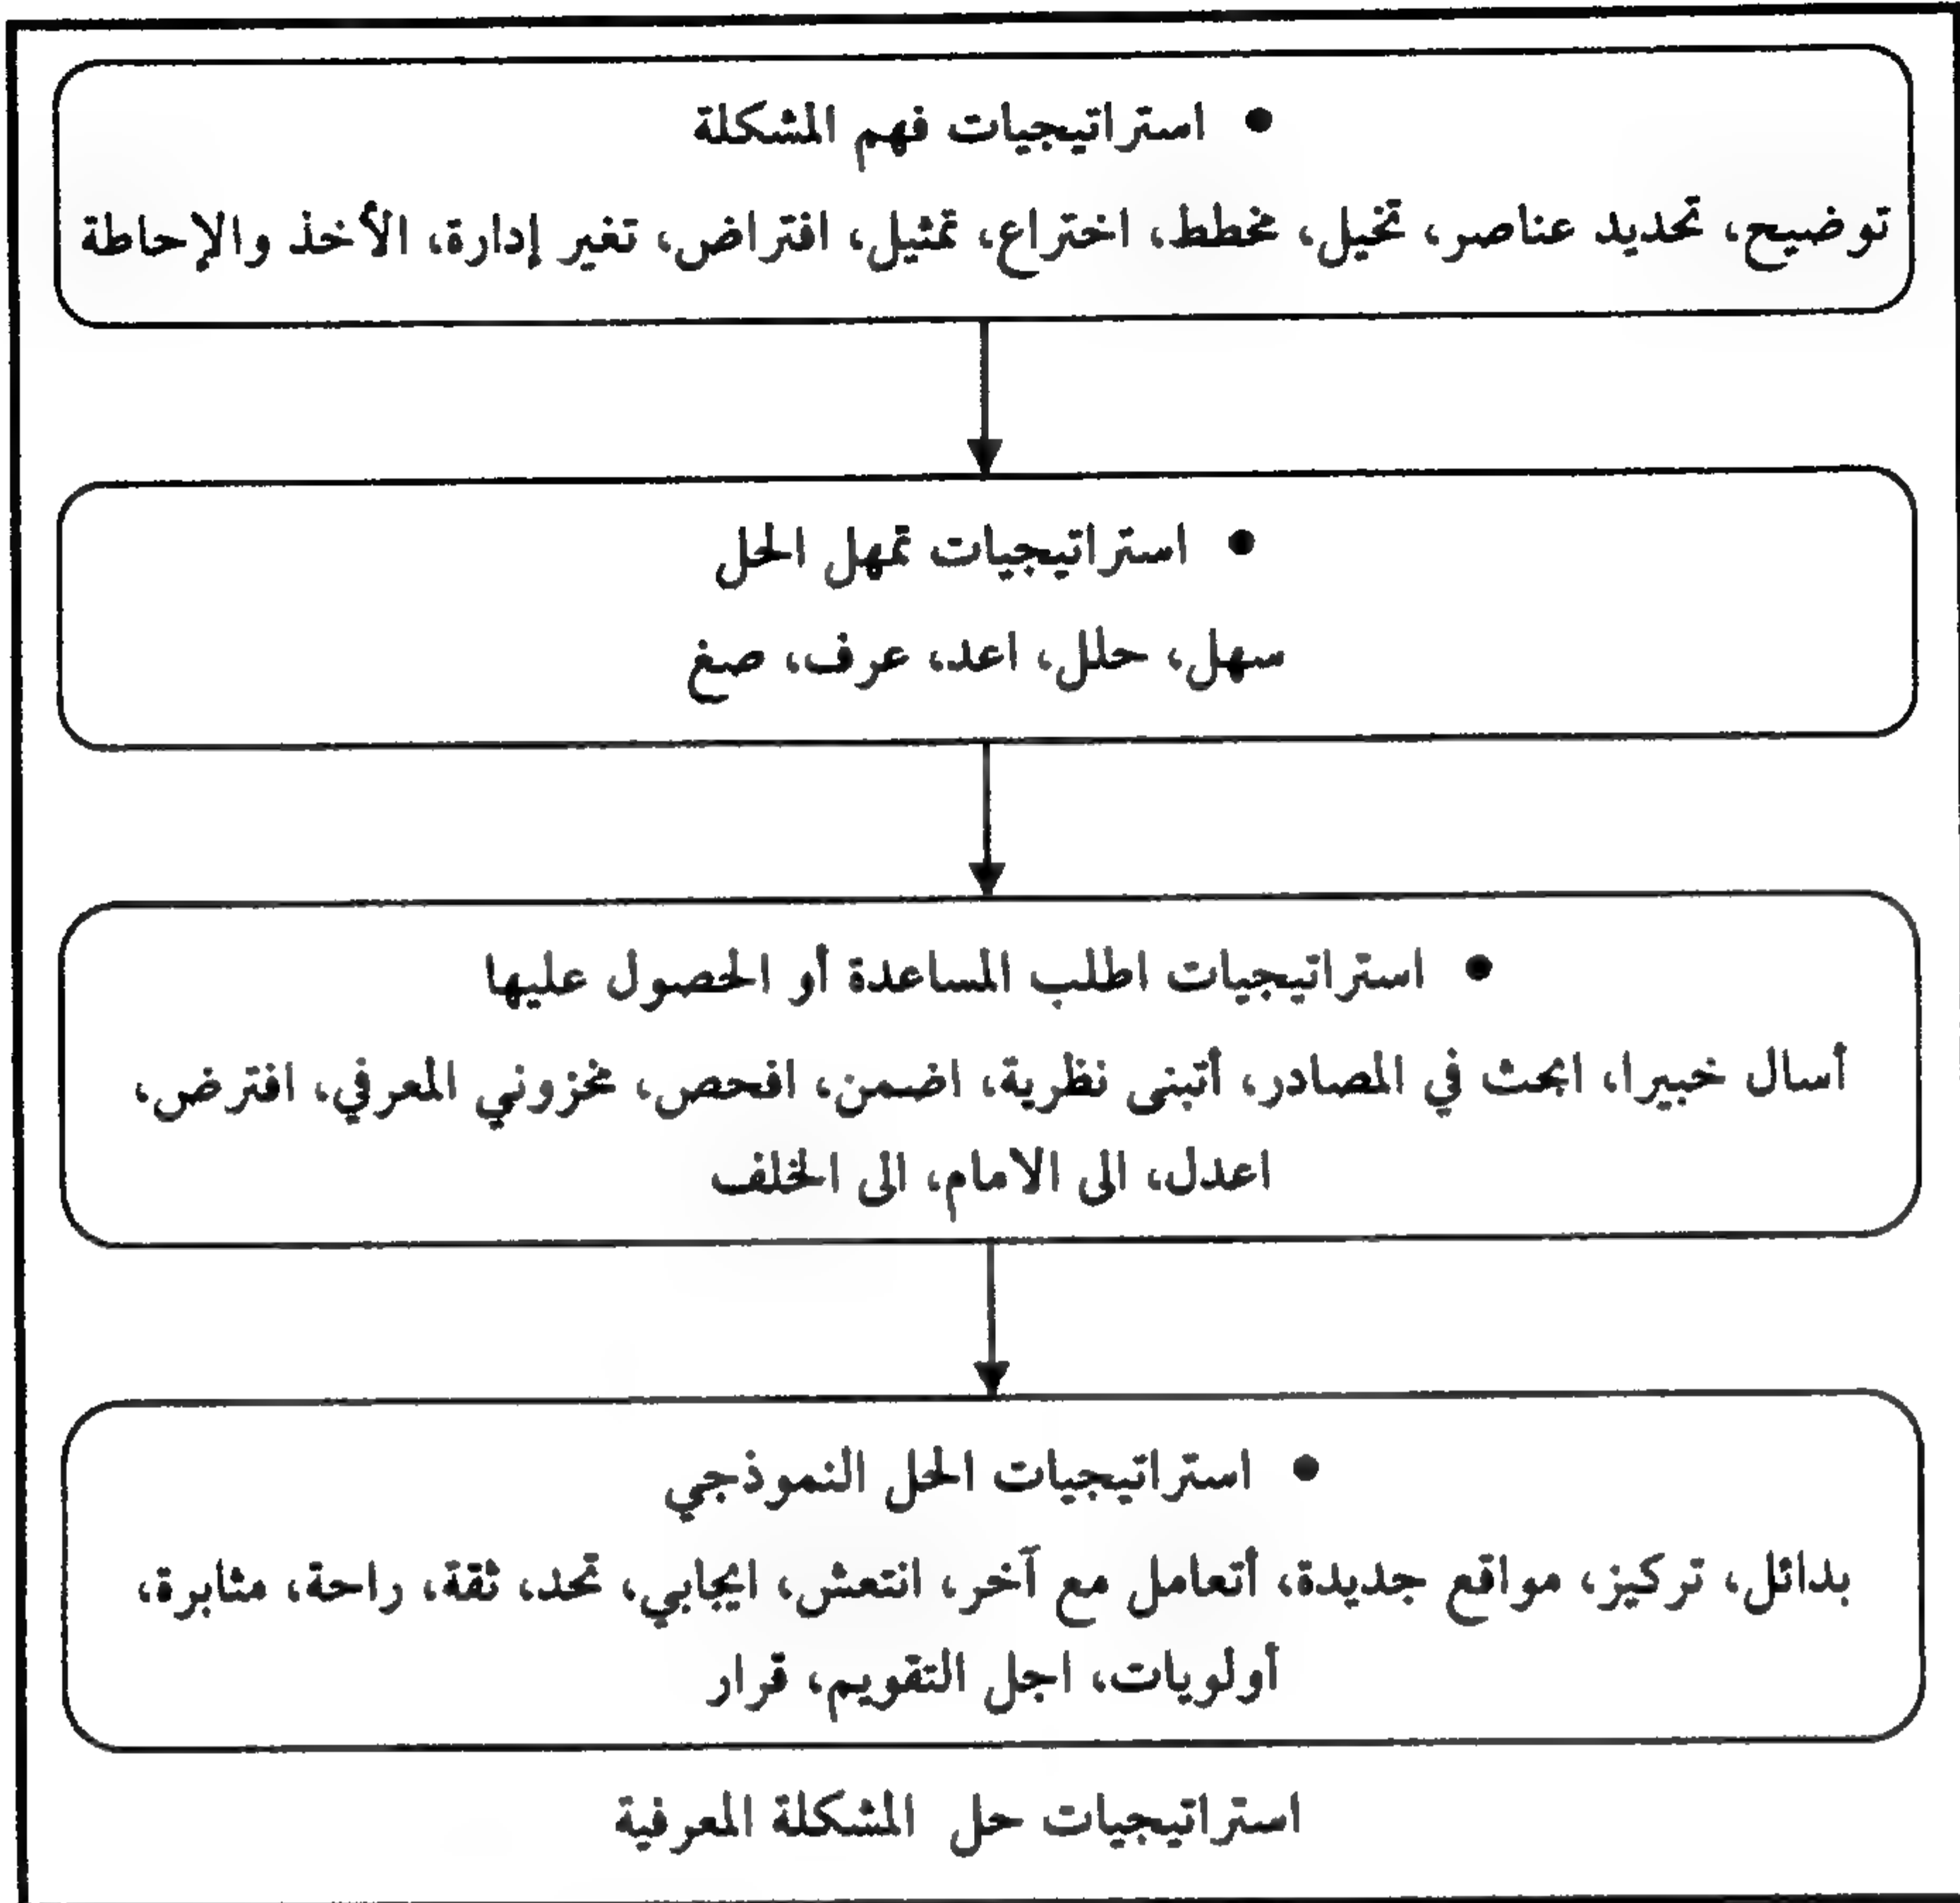 • استراتيجيات فهم المشكلة
توضيح، تحديد عناصر، تخيل، مخطط، اختراع، تمثيل، افتراض، تغير إدارة، الأخذ والإحاطة
• استراتيجيات تمهل الحل
سهل، حلل، اعد، عرف، صغ
• استراتيجيات اطلب المساعدة أو الحصول عليها
أسال خبيرا، ابحث في المصادر، أتبنى نظرية، اضمن، افحص، مخزوني المعرفي، افترض،
اعدل، الى الامام، الى الخلف
• استراتيجيات الحل النموذجي
بدائل، تركيز، مواقع جديدة، أتعامل مع آخر، انتعش، ايجابي، تحد، ثقة، راحة، مثابرة،
أولويات، اجل التقويم، قرار
استراتيجيات حل المشكلة المعرفية